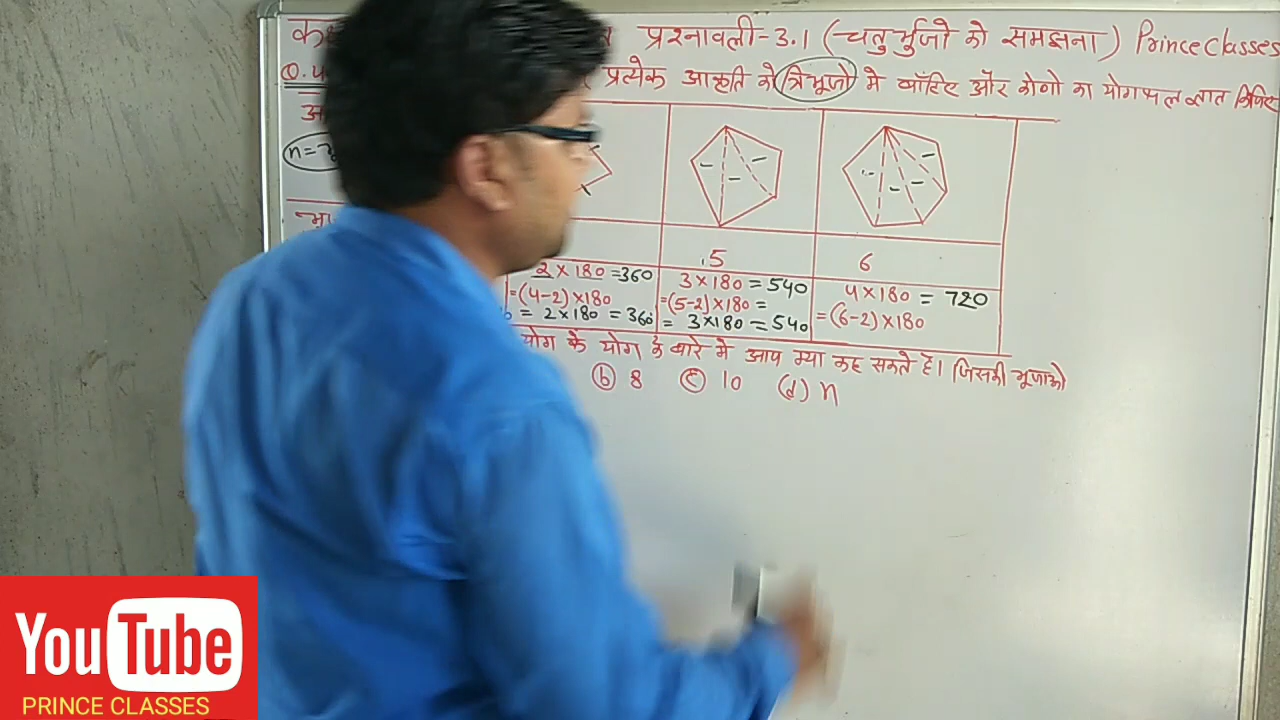 प्रश्नावली-3.1 (चतुर्भुजो को समझना) Prince Classes
प्रत्येक आकृति को त्रिभुजो मे बाँटिए और कोणो का योगफल ज्ञात किजिए
5
6
2 × 180 = 360
3 × 180 = 540
4 × 180 = 720
=(4-2)×180
=(5-2)×180 =
=(6-2)×180
= 2×180 = 360
= 3×180 = 540
योग के योग के बारे मे आप क्या कह सकते है। जिसकी भूजाओ
(b) 8 (c) 10 (d) n
YouTube
PRINCE CLASSES